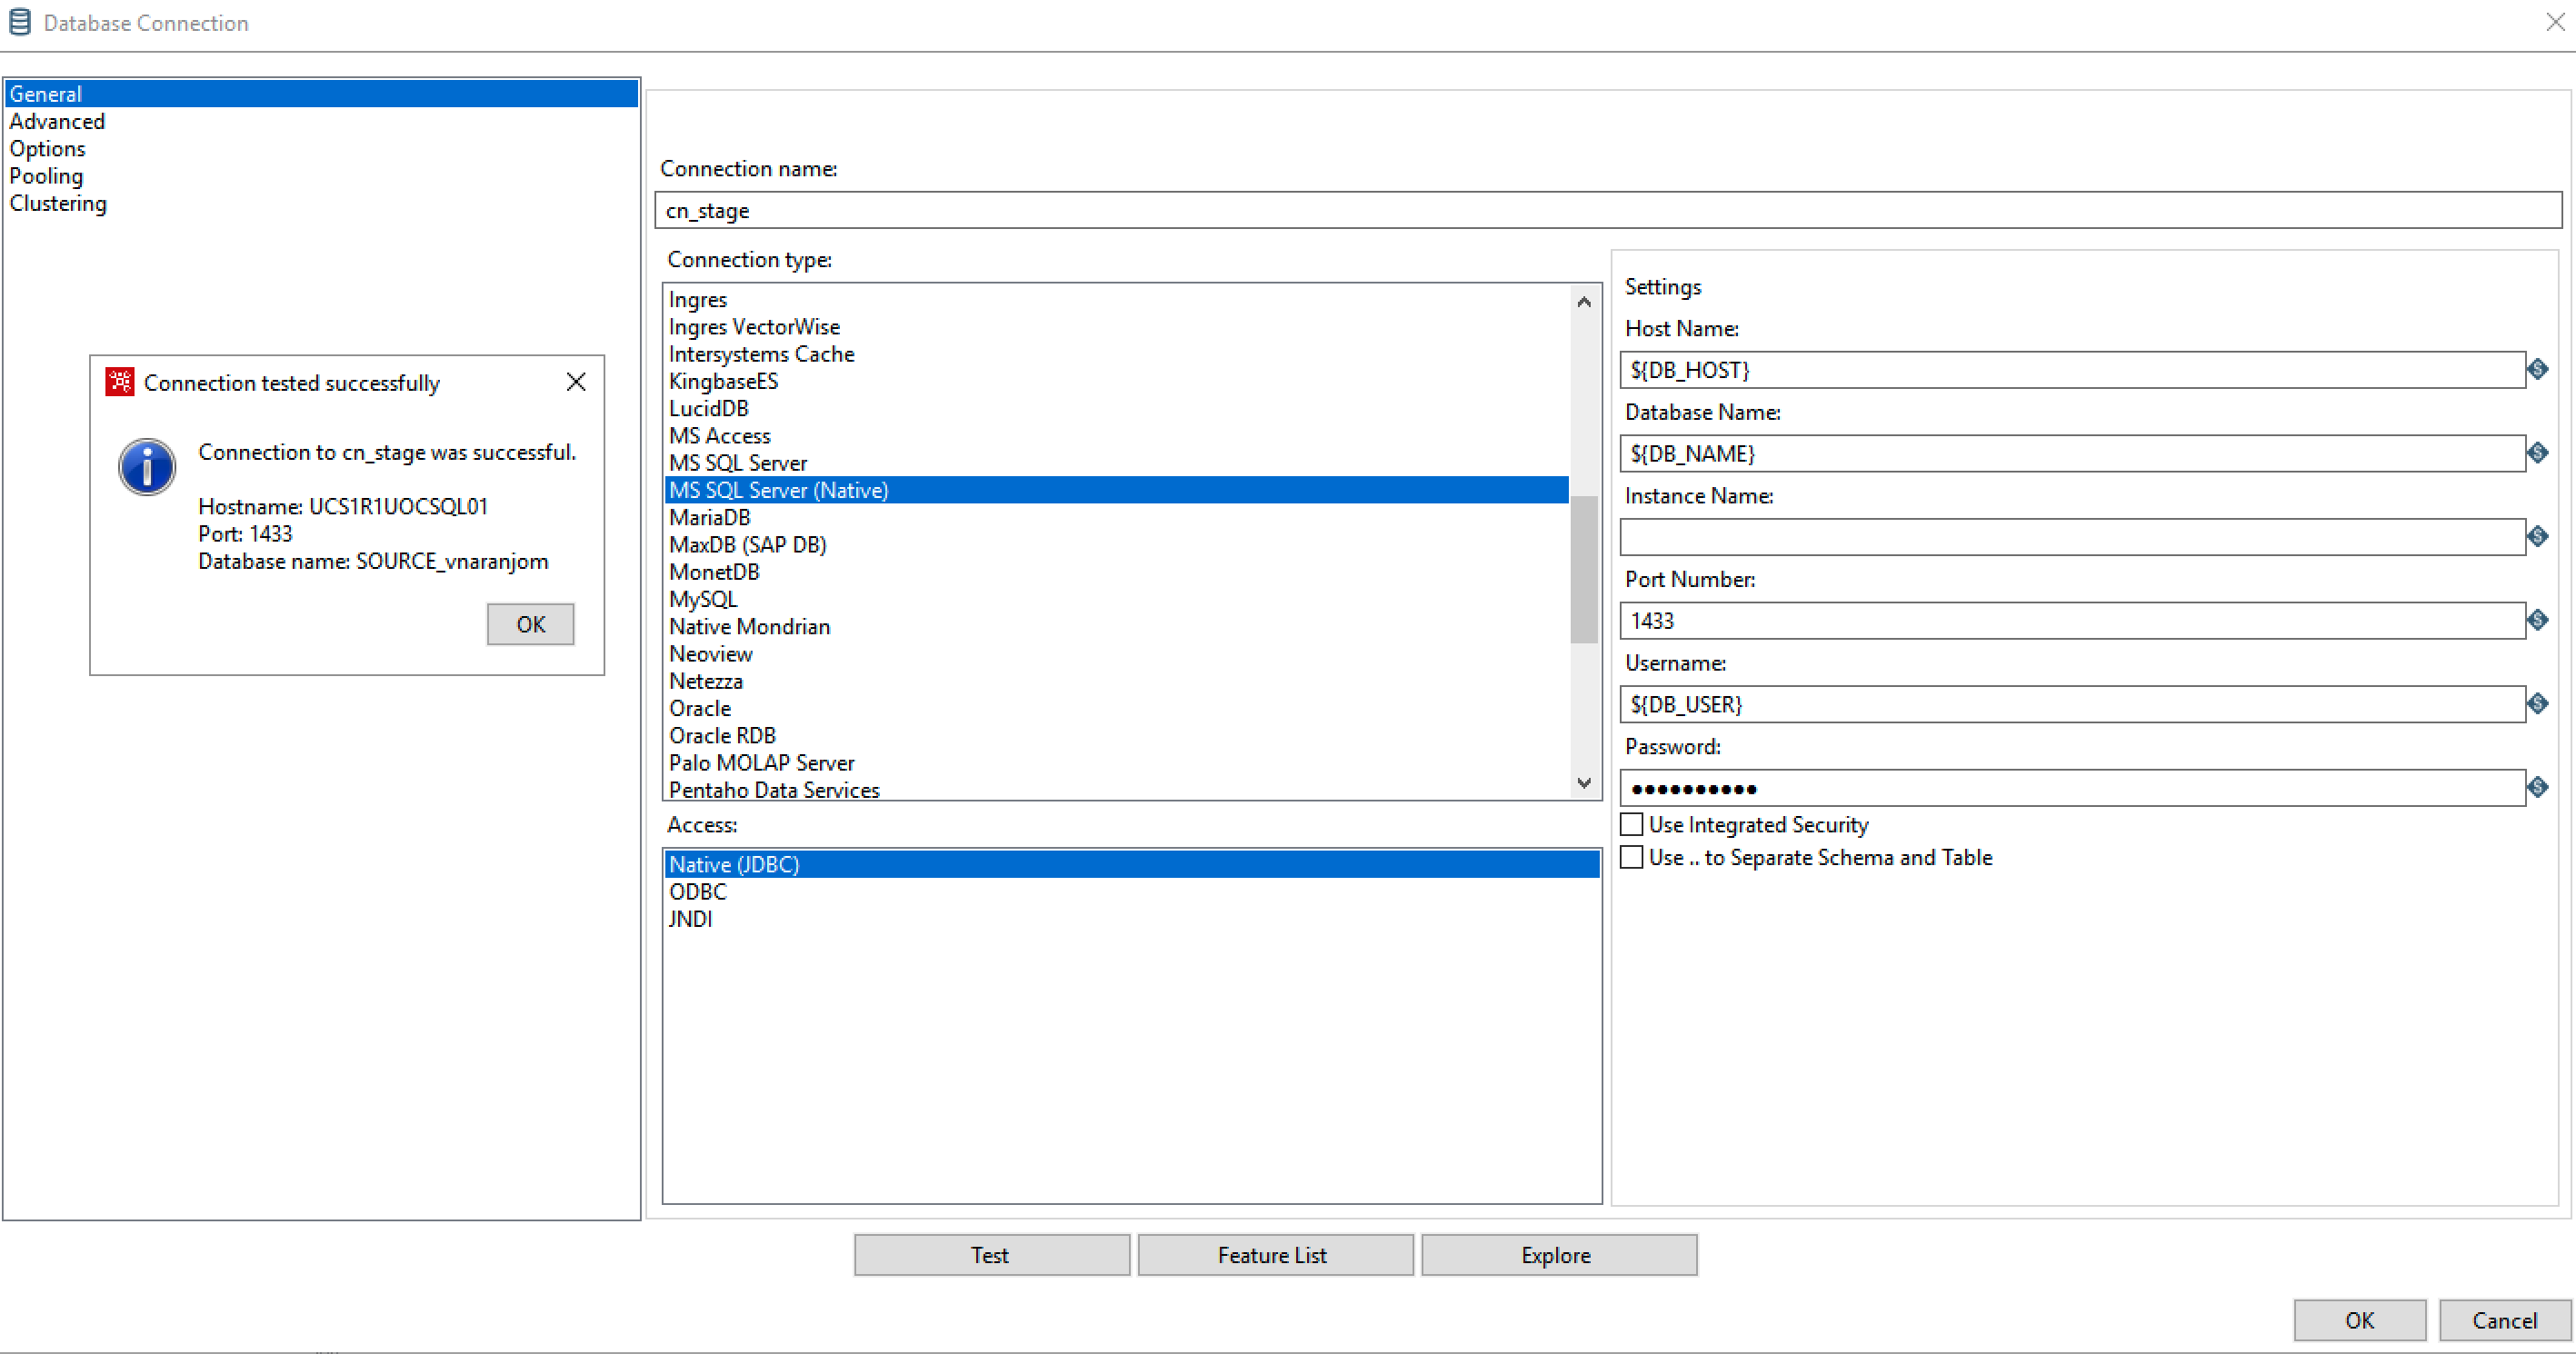 Database Connection
General
Advanced
Options
Pooling
Clustering
Connection tested successfully
Connection to cn_stage was successful.
Hostname: UCS1R1UOCSQL01
Port: 1433
Database name: SOURCE_vnaranjom
OK
Connection name:
cn_stage
Connection type:
Ingres
Ingres VectorWise
Intersystems Cache
KingbaseES
LucidDB
MS Access
MS SQL Server
MS SQL Server (Native)
MariaDB
MaxDB (SAP DB)
MonetDB
MySQL
Native Mondrian
Neoview
Netezza
Oracle
Oracle RDB
Palo MOLAP Server
Pentaho Data Services
Access:
Native (JDBC)
ODBC
JNDI
Settings
Host Name:
${DB_HOST}
Database Name:
${DB_NAME}
Instance Name:
Port Number:
1433
Username:
${DB_USER}
Password:
●●●●●●●●●●
Use Integrated Security
Use .. to Separate Schema and Table
Test
Feature List
Explore
OK
Cancel